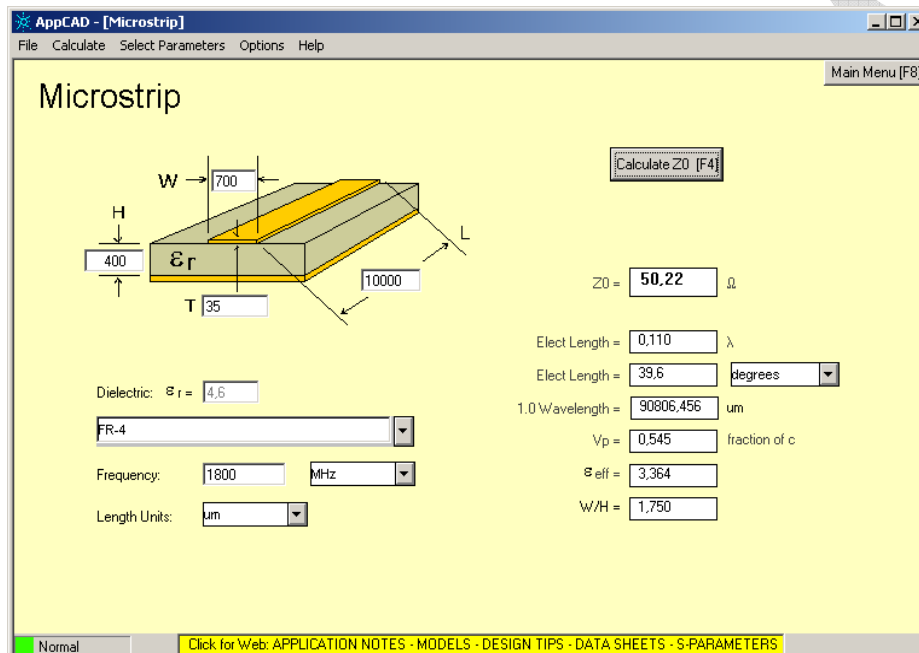 AppCAD - [Microstrip]
File Calculate Select Parameters Options Help
Main Menu [F8]
Microstrip
Calculate Z0 [F4]
W 700
H
L
400 εr
10000
T 35
Z0 = 50,22 Ω
Elect Length = 0,110 λ
Elect Length = 39,6 degrees
Dielectric: εr = 4,6
1.0 Wavelength = 90806,456 um
FR-4
Vp = 0,545 fraction of c
Frequency: 1800 MHz
εeff = 3,364
Length Units: um
W/H = 1,750
Normal
Click for Web: APPLICATION NOTES - MODELS - DESIGN TIPS - DATA SHEETS - S-PARAMETERS